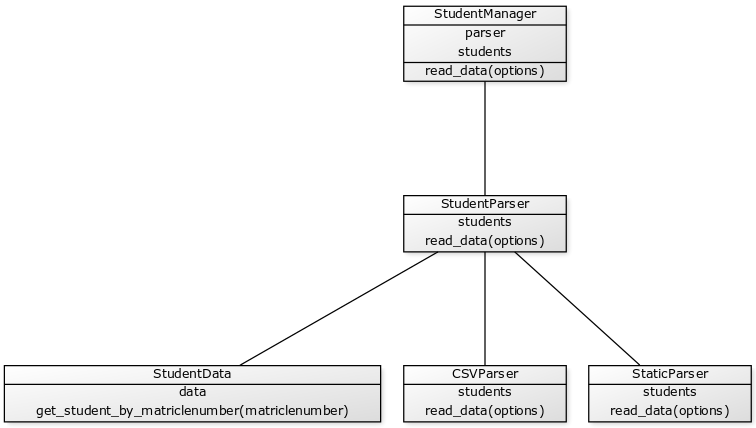 StudentManager
parser
students
read_data(options)
StudentParser
students
read_data(options)
StudentData
data
get_student_by_matriclenumber(matriclenumber)
CSVParser
students
read_data(options)
StaticParser
students
read_data(options)